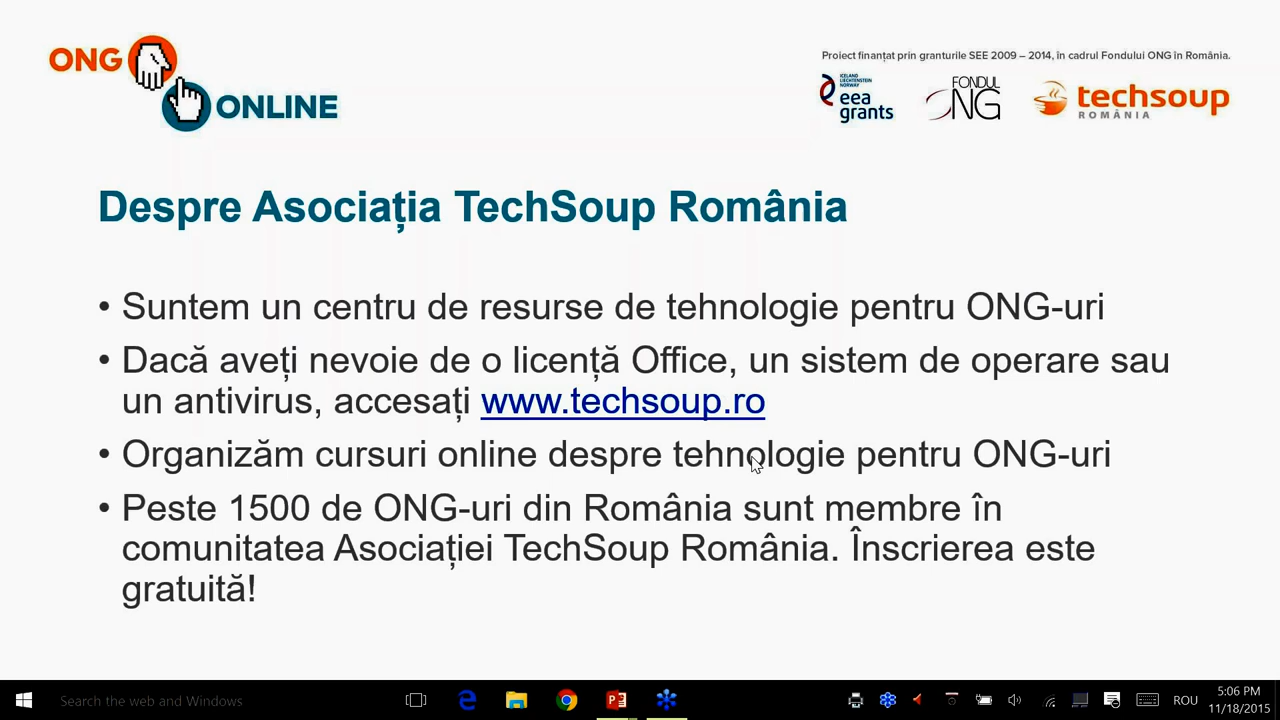 ONG
ONLINE
Proiect finanțat prin granturile SEE 2009 – 2014, în cadrul Fondului ONG în România.
ICELAND
LIECHTENSTEIN
NORWAY
eea
grants
FONDUL
ONG
techsoup
ROMÂNIA
Despre Asociația TechSoup România
• Suntem un centru de resurse de tehnologie pentru ONG-uri
• Dacă aveți nevoie de o licență Office, un sistem de operare sau
un antivirus, accesați www.techsoup.ro
• Organizăm cursuri online despre tehnologie pentru ONG-uri
• Peste 1500 de ONG-uri din România sunt membre în
comunitatea Asociației TechSoup România. Înscrierea este
gratuită!
Search the web and Windows
ROU
5:06 PM
11/18/2015